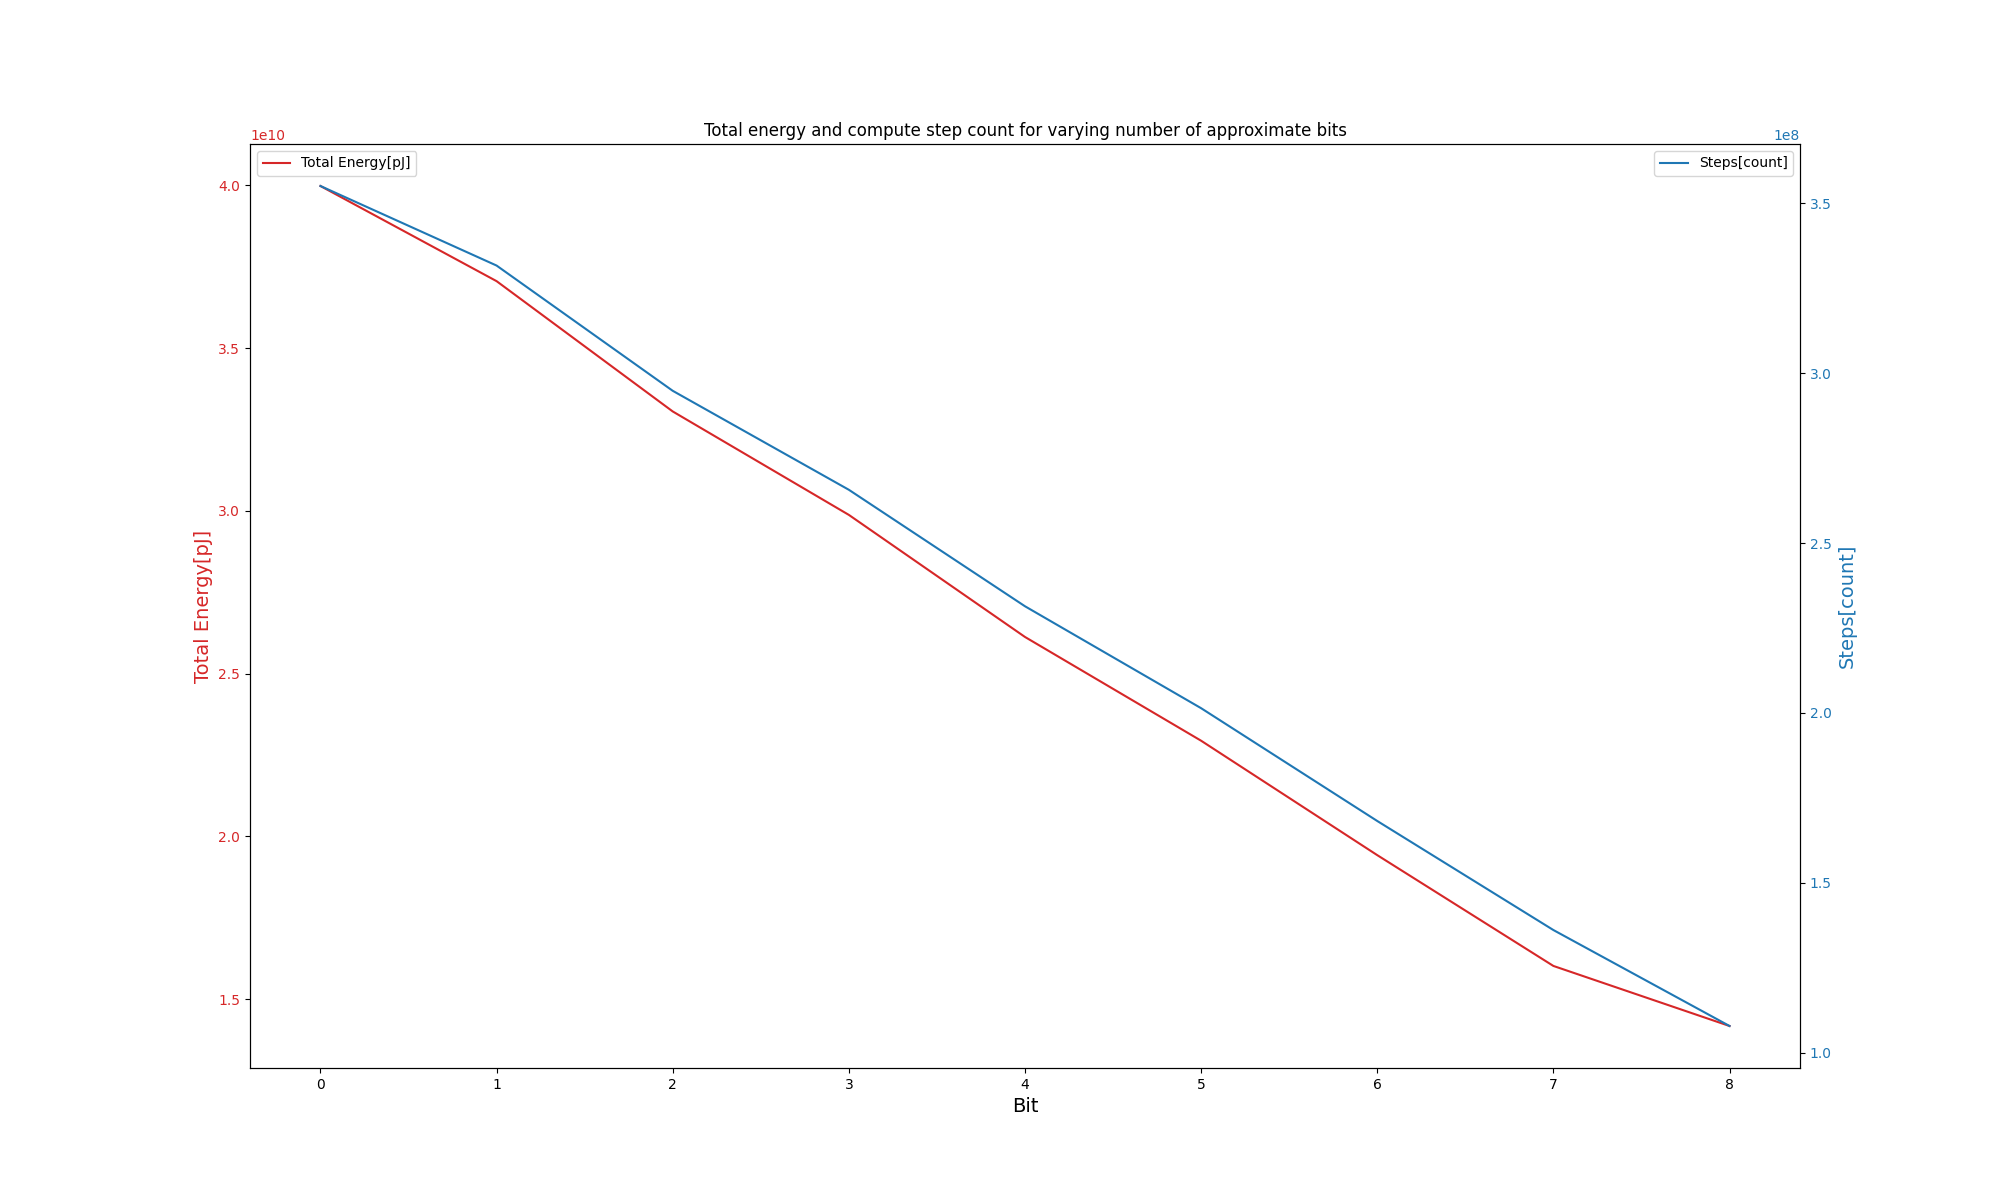 Total energy and compute step count for varying number of approximate bits
1e10
1e8
Total Energy[pJ]
Steps[count]
4.0
3.5
3.0
2.5
2.0
1.5
Total Energy[pJ]
3.5
3.0
2.5
2.0
1.5
1.0
Steps[count]
0 1 2 3 4 5 6 7 8
Bit